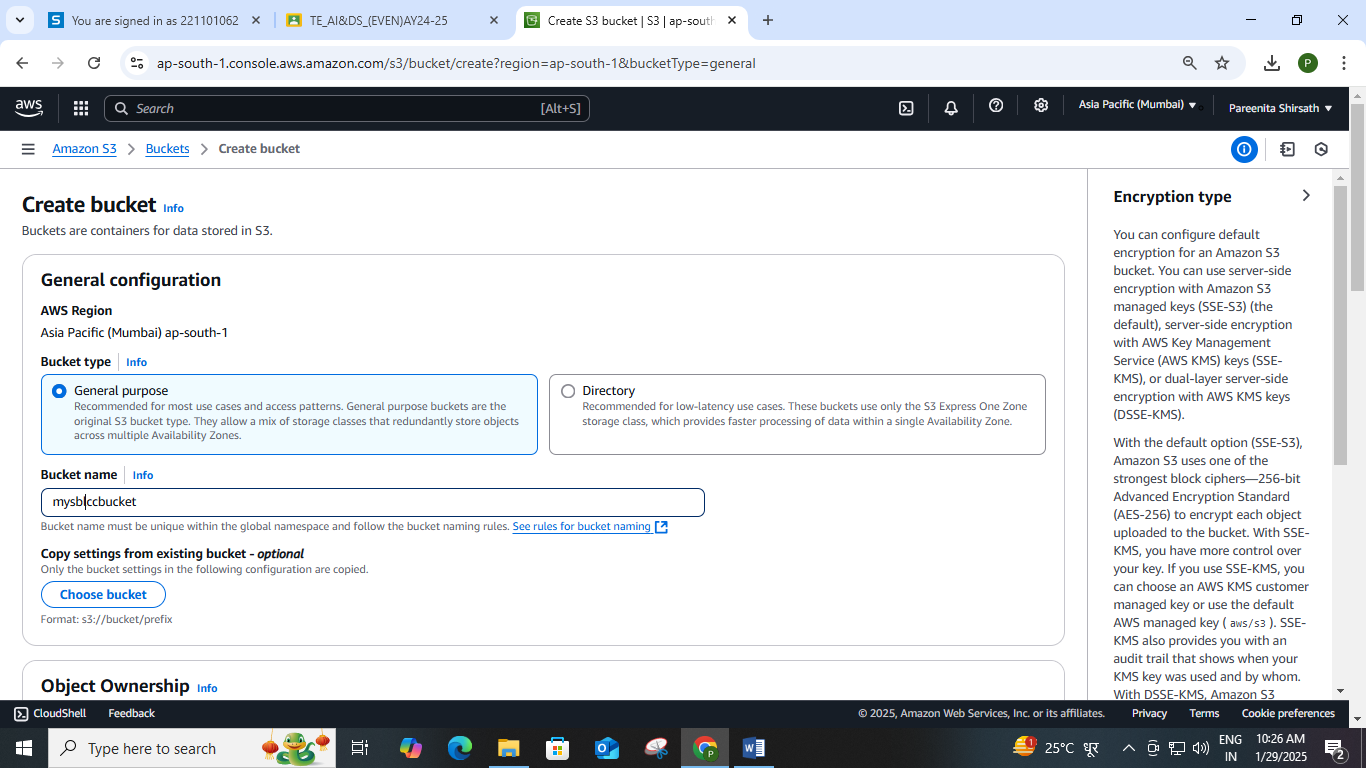 You are signed in as 221101062
TE_AI&DS_(EVEN)AY24-25
Create S3 bucket | S3 | ap-sout
ap-south-1.console.aws.amazon.com/s3/bucket/create?region=ap-south-1&bucketType=general
P
aws
Search
[Alt+S]
Asia Pacific (Mumbai)
Pareenita Shirsath
Amazon S3
Buckets
Create bucket
Create bucket Info
Buckets are containers for data stored in S3.
General configuration
AWS Region
Asia Pacific (Mumbai) ap-south-1
Bucket type Info
General purpose
Recommended for most use cases and access patterns. General purpose buckets are the
original S3 bucket type. They allow a mix of storage classes that redundantly store objects
across multiple Availability Zones.
Directory
Recommended for low-latency use cases. These buckets use only the S3 Express One Zone
storage class, which provides faster processing of data within a single Availability Zone.
Bucket name Info
Bucket name must be unique within the global namespace and follow the bucket naming rules. See rules for bucket naming
Copy settings from existing bucket - optional
Only the bucket settings in the following configuration are copied.
Choose bucket
Format: s3://bucket/prefix
Object Ownership Info
Encryption type
You can configure default
encryption for an Amazon S3
bucket. You can use server-side
encryption with Amazon S3
managed keys (SSE-S3) (the
default), server-side encryption
with AWS Key Management
Service (AWS KMS) keys (SSE-
KMS), or dual-layer server-side
encryption with AWS KMS keys
(DSSE-KMS).
With the default option (SSE-S3),
Amazon S3 uses one of the
strongest block ciphers—256-bit
Advanced Encryption Standard
(AES-256) to encrypt each object
uploaded to the bucket. With SSE-
KMS, you have more control over
your key. If you use SSE-KMS, you
can choose an AWS KMS customer
managed key or use the default
AWS managed key ( aws/s3 ). SSE-
KMS also provides you with an
audit trail that shows when your
KMS key was used and by whom.
With DSSE-KMS, Amazon S3
CloudShell
Feedback
© 2025, Amazon Web Services, Inc. or its affiliates.
Privacy
Terms
Cookie preferences
Type here to search
25°C धूर
ENG
IN
10:26 AM
1/29/2025
2